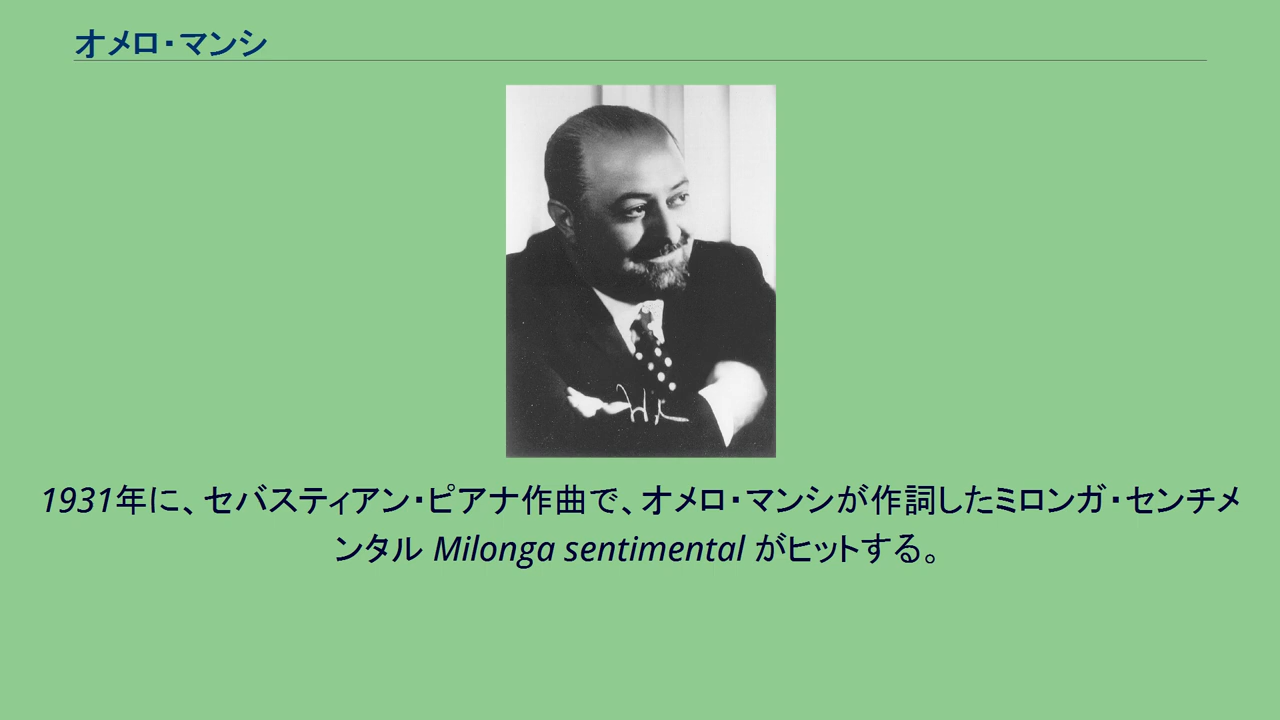 オメロ・マンシ
1931年に、セバスティアン・ピアナ作曲で、オメロ・マンシが作詞したミロンガ・センチメ
ンタル Milonga sentimental がヒットする。